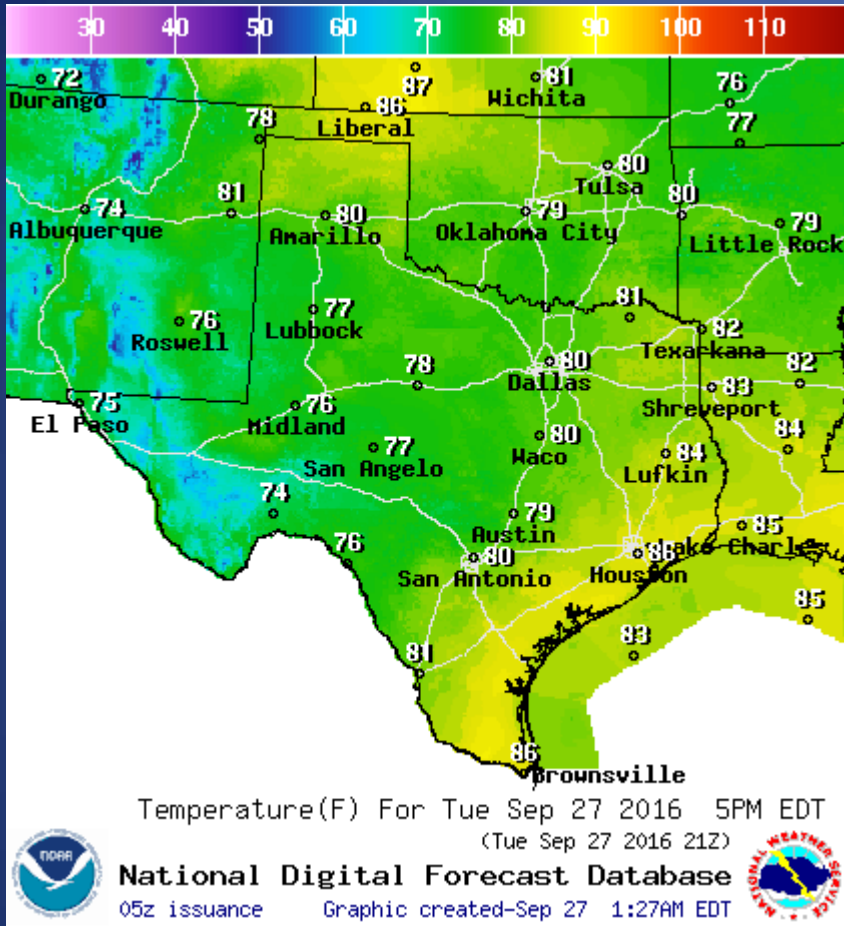 30 40 50 60 70 80 90 100 110
72
Durango
87
81
Wichita
86
Liberal
76
78
77
80
Tulsa
74
Albuquerque
81
80
Amarillo
79
Oklahoma City
80
79
Little Rock
76
Roswell
77
Lubbock
81
82
Texarkana
78
80
Dallas
82
83
Shreveport
75
El Paso
76
Midland
77
San Angelo
80
Waco
84
Lufkin
84
74
79
Austin
85
Lake Charles
76
80
San Antonio
86
Houston
85
81
83
86
Brownsville
Temperature(F) For Tue Sep 27 2016 5PM EDT
(Tue Sep 27 2016 21Z)
NOAA
National Digital Forecast Database
05z issuance Graphic created-Sep 27 1:27AM EDT
NATIONAL WEATHER SERVICE